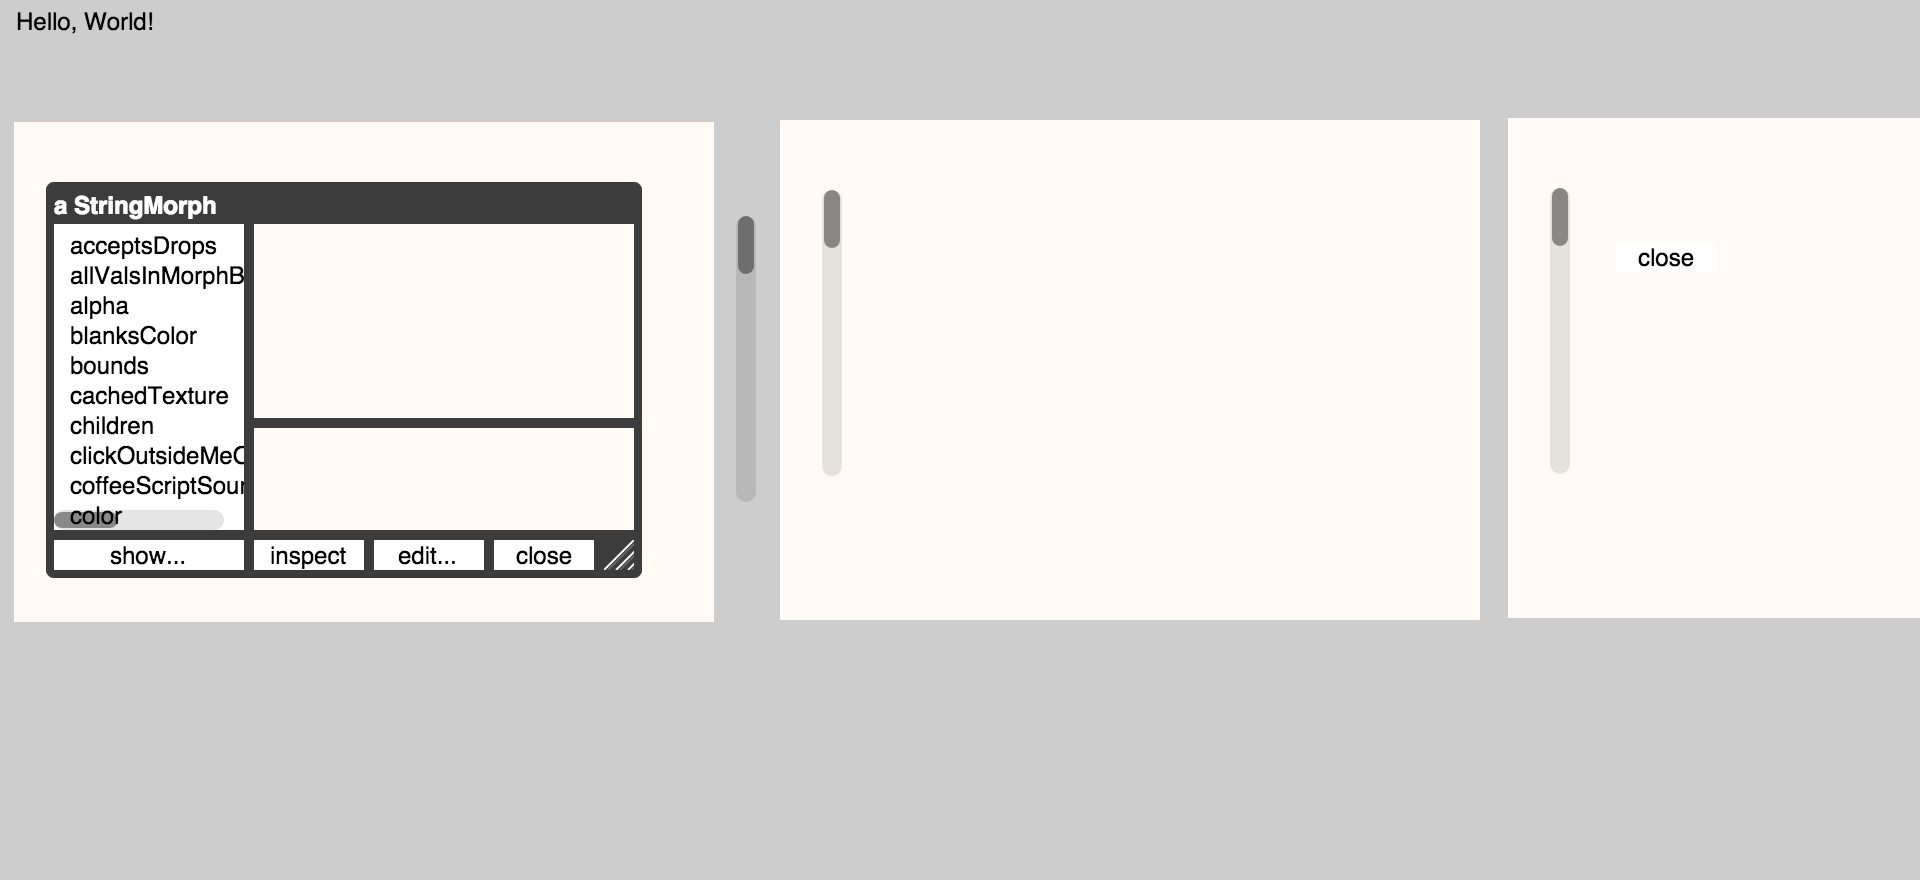 Hello, World!
a StringMorph
acceptsDrops
allValsInMorphB
alpha
blanksColor
bounds
cachedTexture
children
clickOutsideMeC
coffeeScriptSour
color
show...
inspect
edit...
close
close